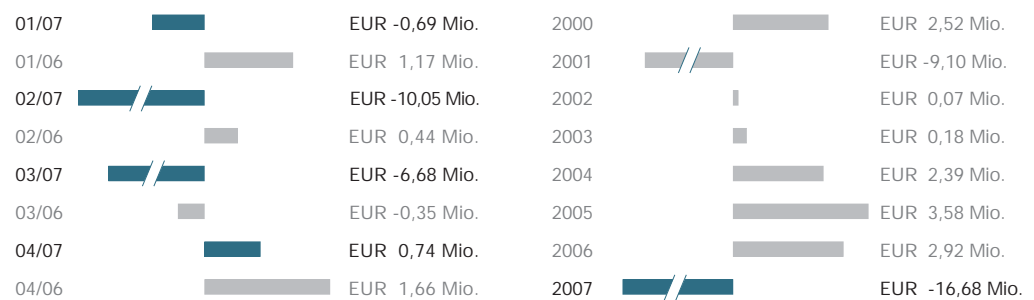 01/07 EUR -0,69 Mio.
01/06 EUR 1,17 Mio.
02/07 EUR -10,05 Mio.
02/06 EUR 0,44 Mio.
03/07 EUR -6,68 Mio.
03/06 EUR -0,35 Mio.
04/07 EUR 0,74 Mio.
04/06 EUR 1,66 Mio.
2000 EUR 2,52 Mio.
2001 EUR -9,10 Mio.
2002 EUR 0,07 Mio.
2003 EUR 0,18 Mio.
2004 EUR 2,39 Mio.
2005 EUR 3,58 Mio.
2006 EUR 2,92 Mio.
2007 EUR -16,68 Mio.